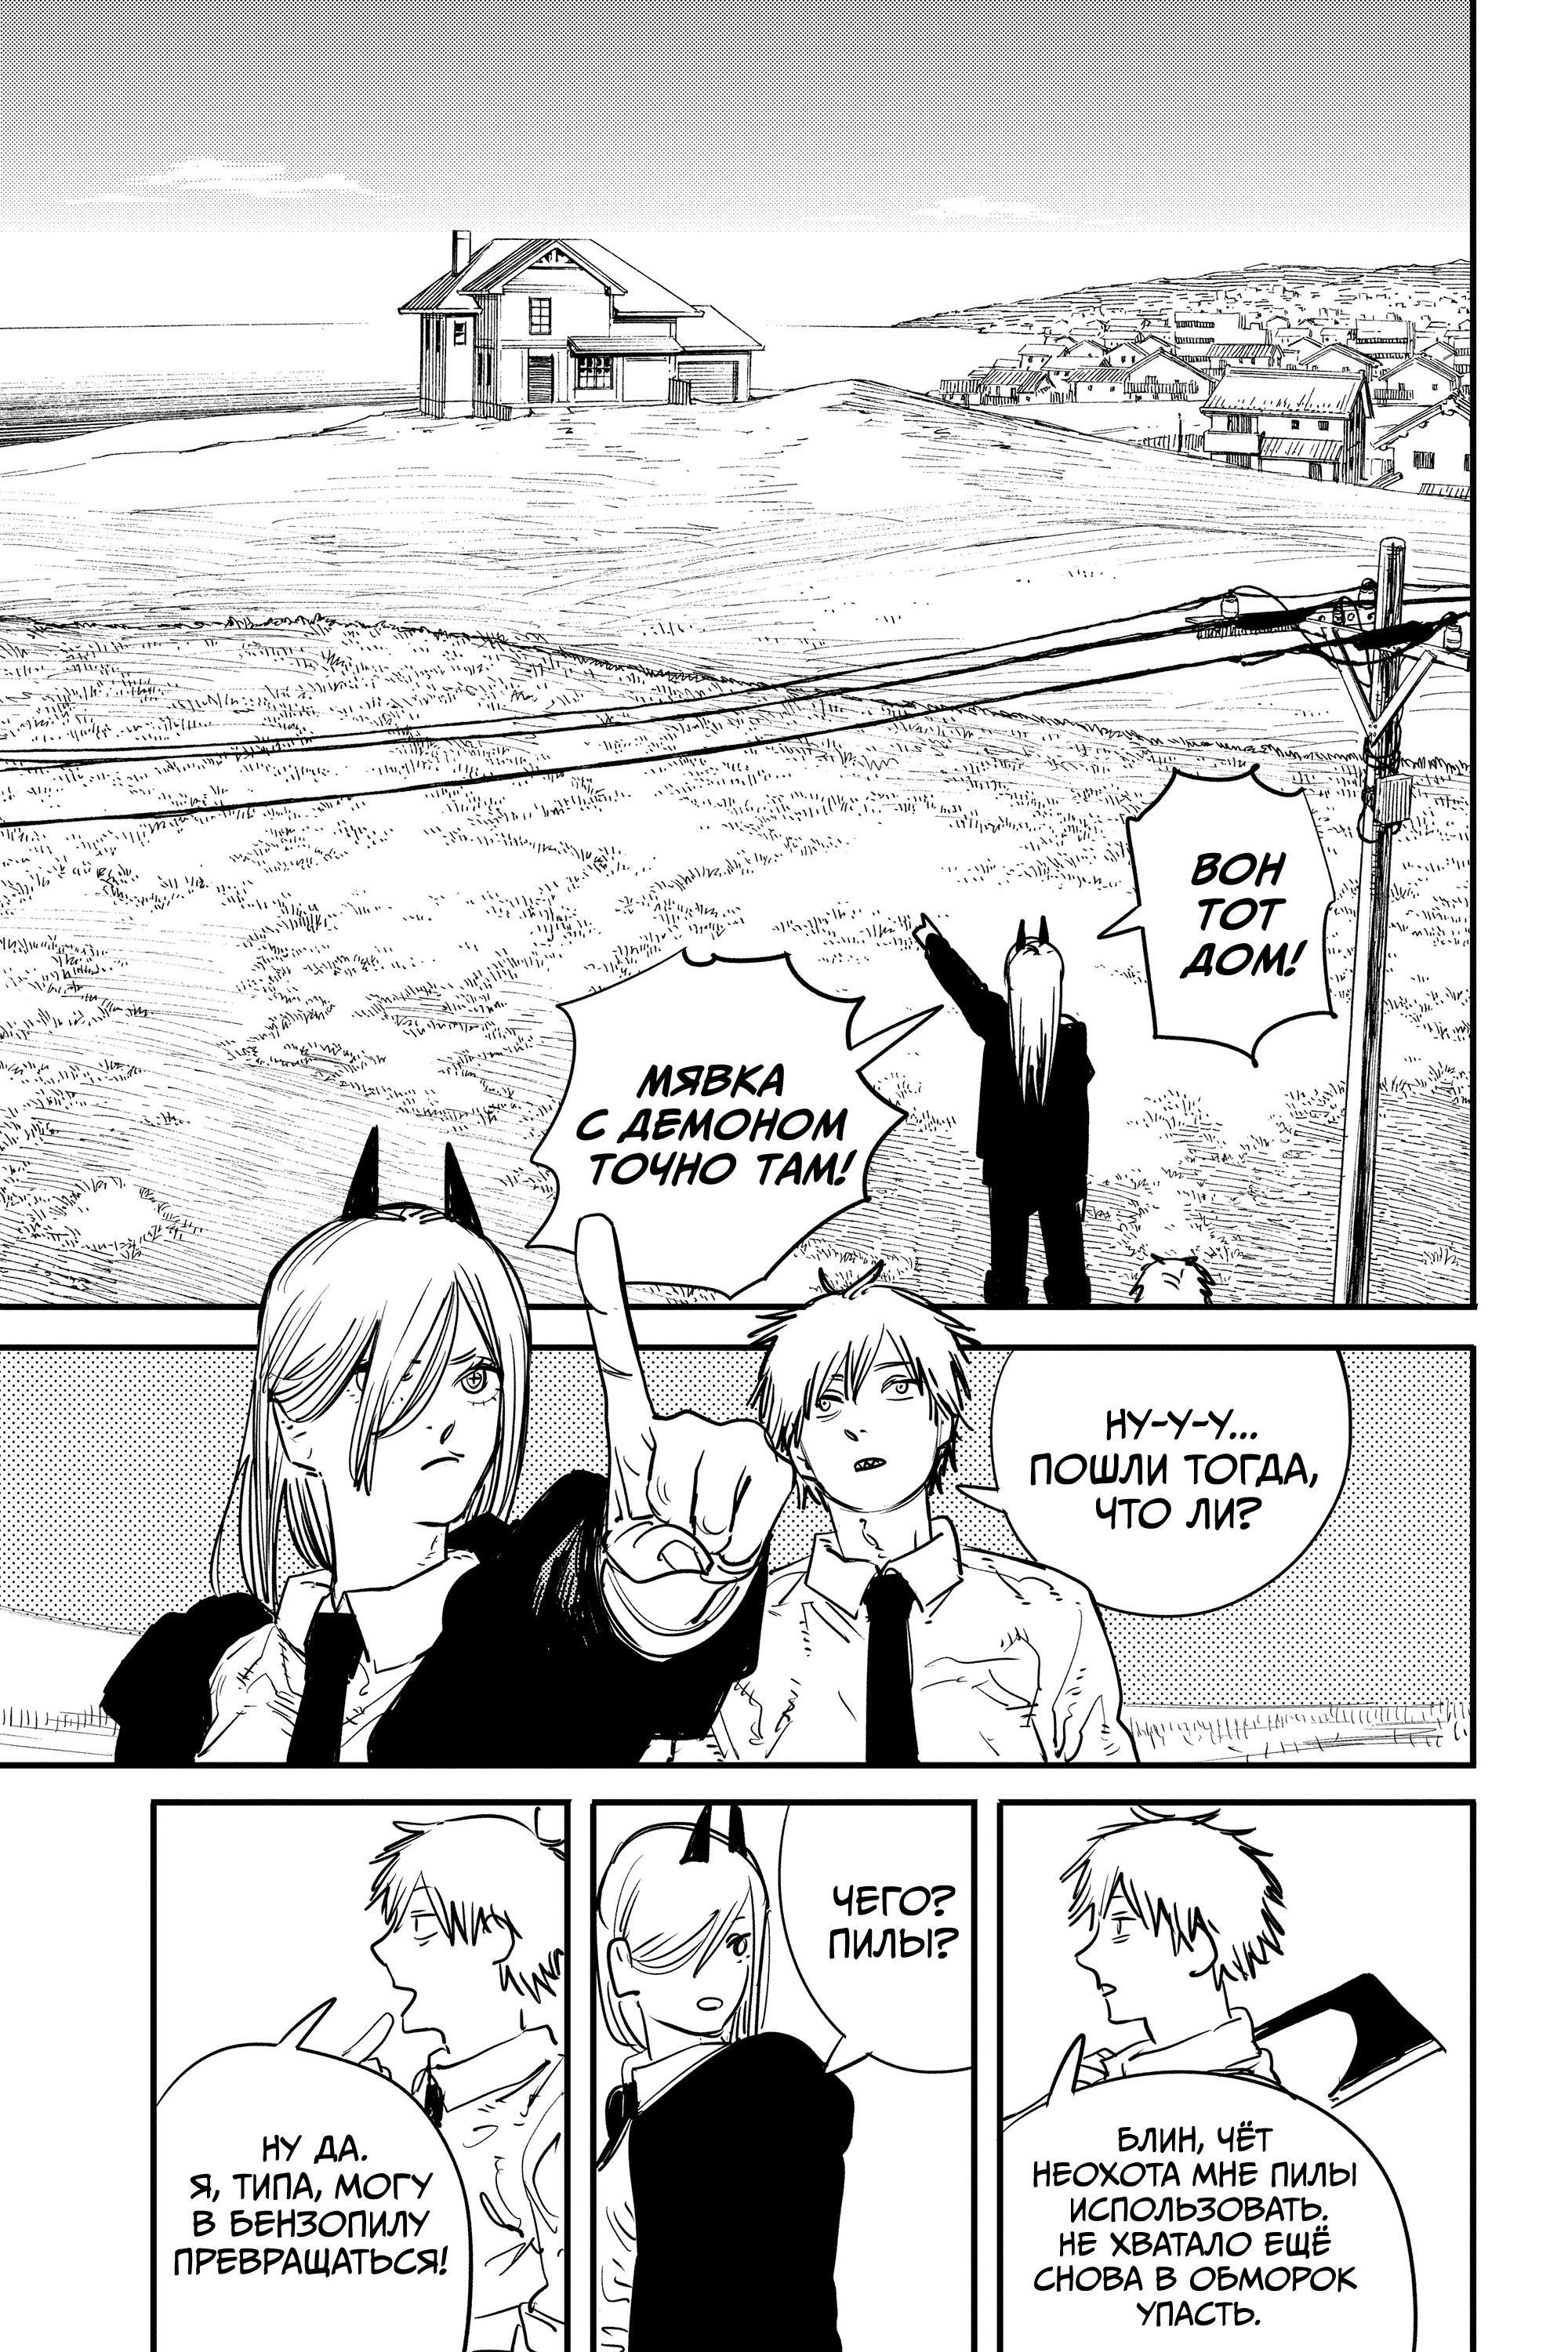 ВОН
ТОТ
ДОМ!
МЯВКА
С ДЕМОНОМ
ТОЧНО ТАМ!
НУ-У-У...
ПОШЛИ ТОГДА,
ЧТО ЛИ?
БЛИН, ЧЁТ
НЕОХОТА МНЕ ПИЛЫ
ИСПОЛЬЗОВАТЬ.
НЕ ХВАТАЛО ЕЩЁ
СНОВА В ОБМОРОК
УПАСТЬ.
ЧЕГО?
ПИЛЫ?
НУ ДА.
Я, ТИПА, МОГУ
В БЕНЗОПИЛУ
ПРЕВРАЩАТЬСЯ!